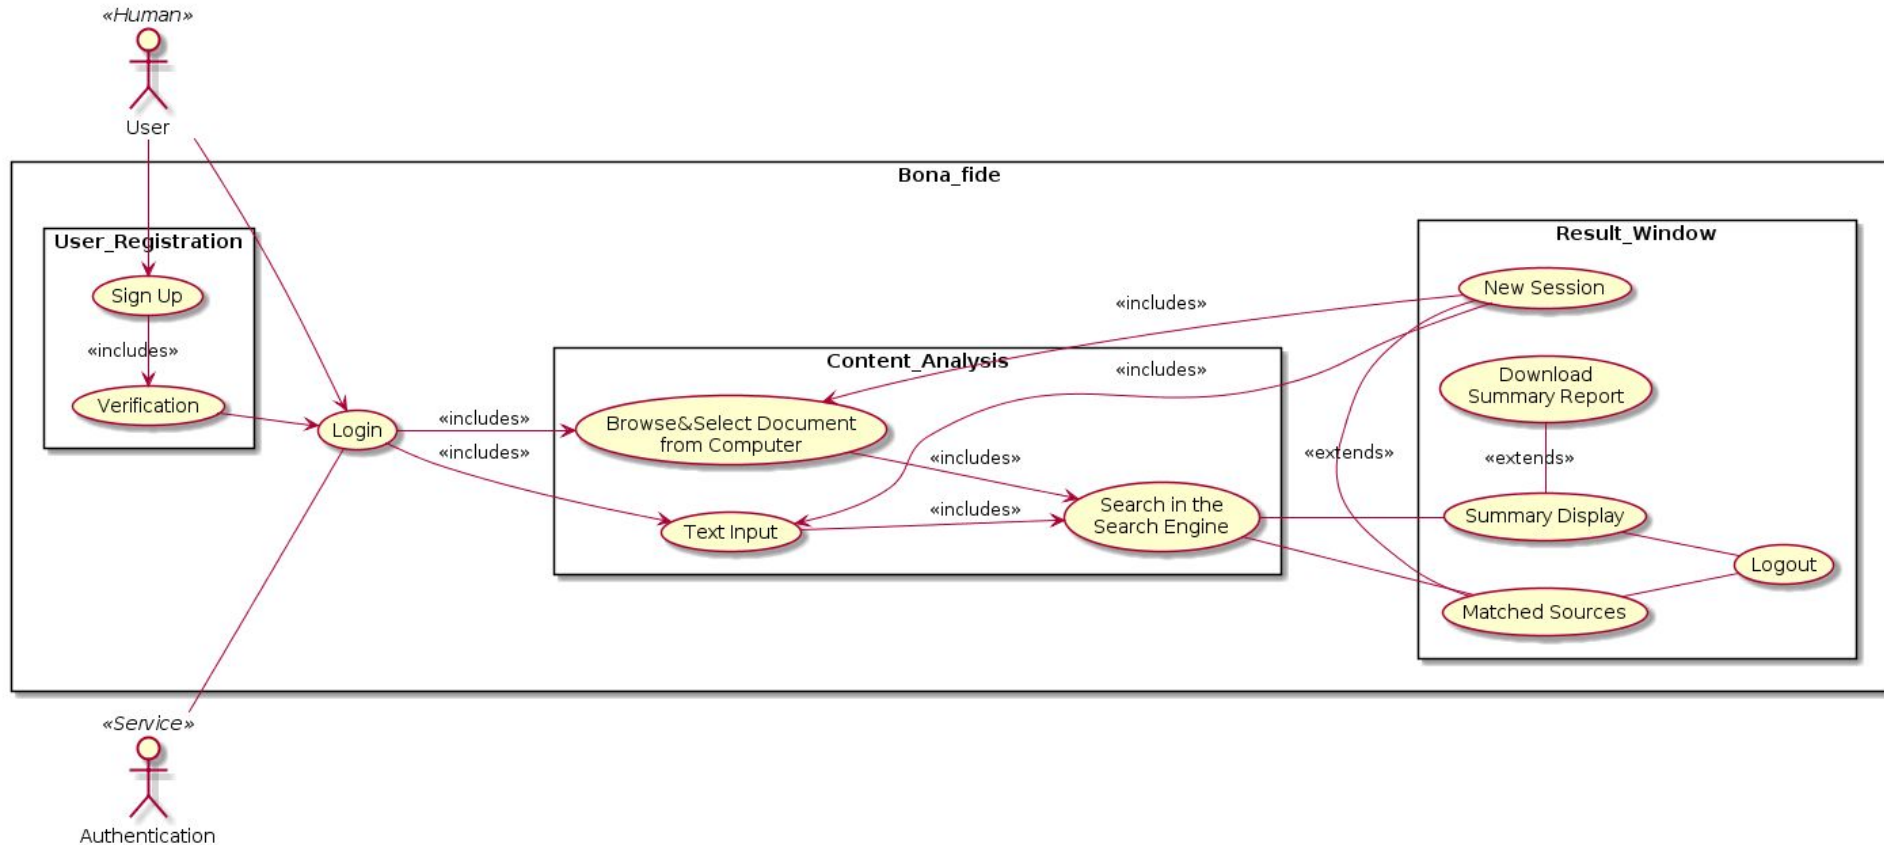 «Human»
User
Bona_fide
User_Registration
Sign Up
«includes»
Verification
Login
«includes»
«includes»
Content_Analysis
Browse&Select Document
from Computer
Text Input
«includes»
«includes»
Search in the
Search Engine
«includes»
«includes»
Result_Window
New Session
Download
Summary Report
«extends»
«extends»
Summary Display
Logout
Matched Sources
«Service»
Authentication